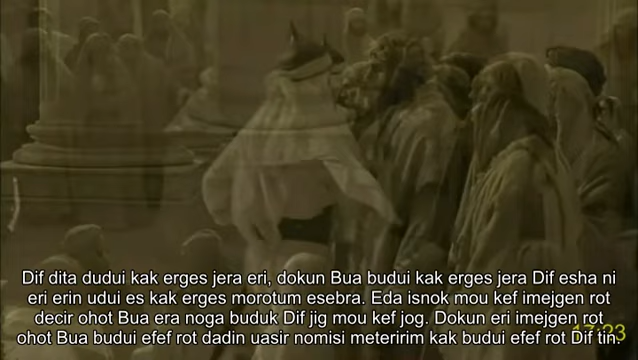 Dif dita dudui kak erges jera eri, dokun Bua budui kak erges jera Dif esha ni
eri erin udui es kak erges morotum esebra. Eda isnok mou kef imejgen rot
decir ohot Bua era noga buduk Dif jig mou kef jog. Dokun eri imejgen rot
ohot Bua budui efef rot dadin uasir nomisi meteririm kak budui efef rot Dif tin.
17:23